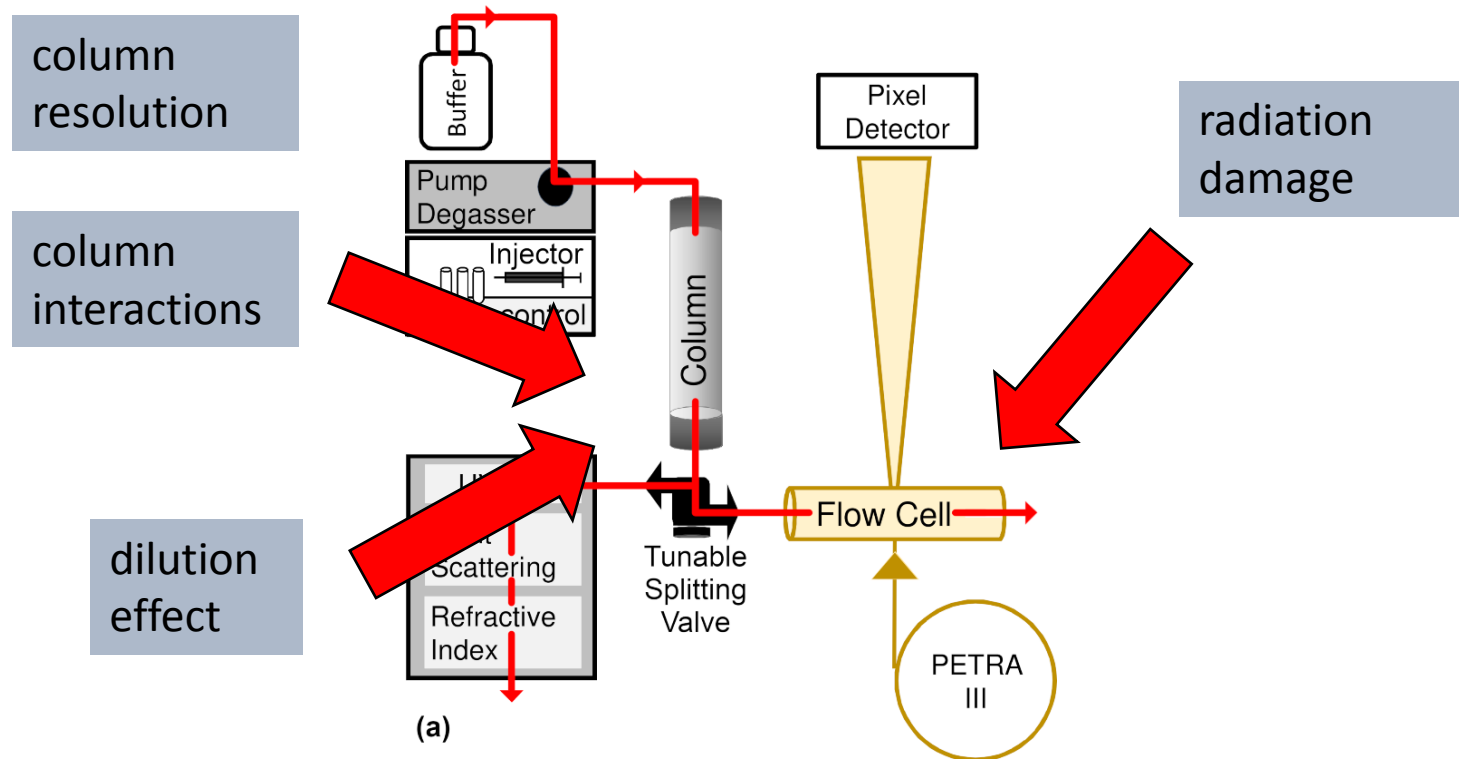 column
resolution
column
interactions
dilution
effect
Buffer
Pump
Degasser
Injector
control
Column
Scattering
Refractive
Index
(a)
Tunable
Splitting
Valve
Pixel
Detector
Flow Cell
PETRA
III
radiation
damage